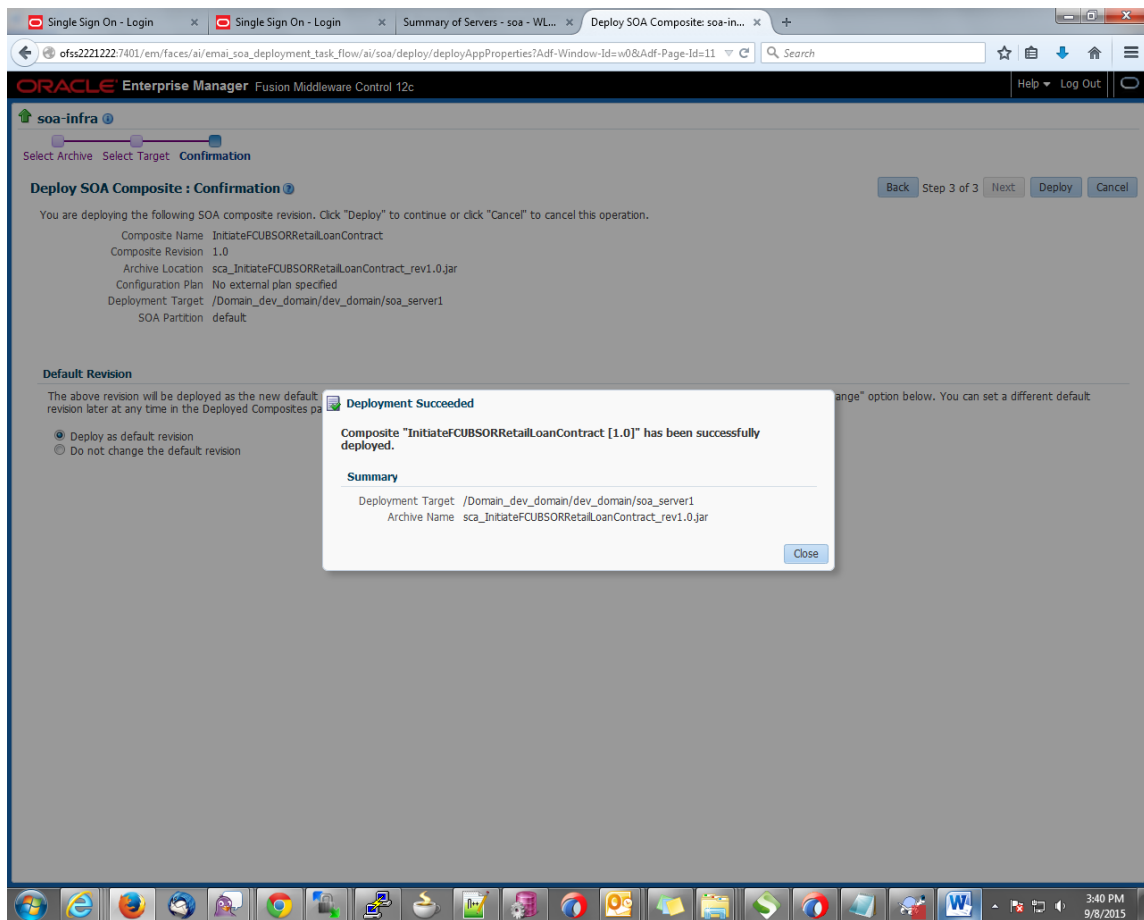 Single Sign On - Login × Single Sign On - Login × Summary of Servers - soa - WL... × Deploy SOA Composite: soa-in... × +
ofss2221222:7401/em/faces/ai/emai_soa_deployment_task_flow/ai/soa/deploy/deployAppProperties?Adf-Window-Id=w0&Adf-Page-Id=11 Search
ORACLE Enterprise Manager Fusion Middleware Control 12c Help Log Out
soa-infra
Select Archive Select Target Confirmation
Deploy SOA Composite : Confirmation Back Step 3 of 3 Next Deploy Cancel
You are deploying the following SOA composite revision. Click "Deploy" to continue or click "Cancel" to cancel this operation.
Composite Name InitiateFCUBSORRetailLoanContract
Composite Revision 1.0
Archive Location sca_InitiateFCUBSORRetailLoanContract_rev1.0.jar
Configuration Plan No external plan specified
Deployment Target /Domain_dev_domain/dev_domain/soa_server1
SOA Partition default
Default Revision
The above revision will be deployed as the new default ange" option below. You can set a different default
revision later at any time in the Deployed Composites pa
Deploy as default revision
Do not change the default revision
Deployment Succeeded
Composite "InitiateFCUBSORRetailLoanContract [1.0]" has been successfully
deployed.
Summary
Deployment Target /Domain_dev_domain/dev_domain/soa_server1
Archive Name sca_InitiateFCUBSORRetailLoanContract_rev1.0.jar
Close
3:40 PM
9/8/2015